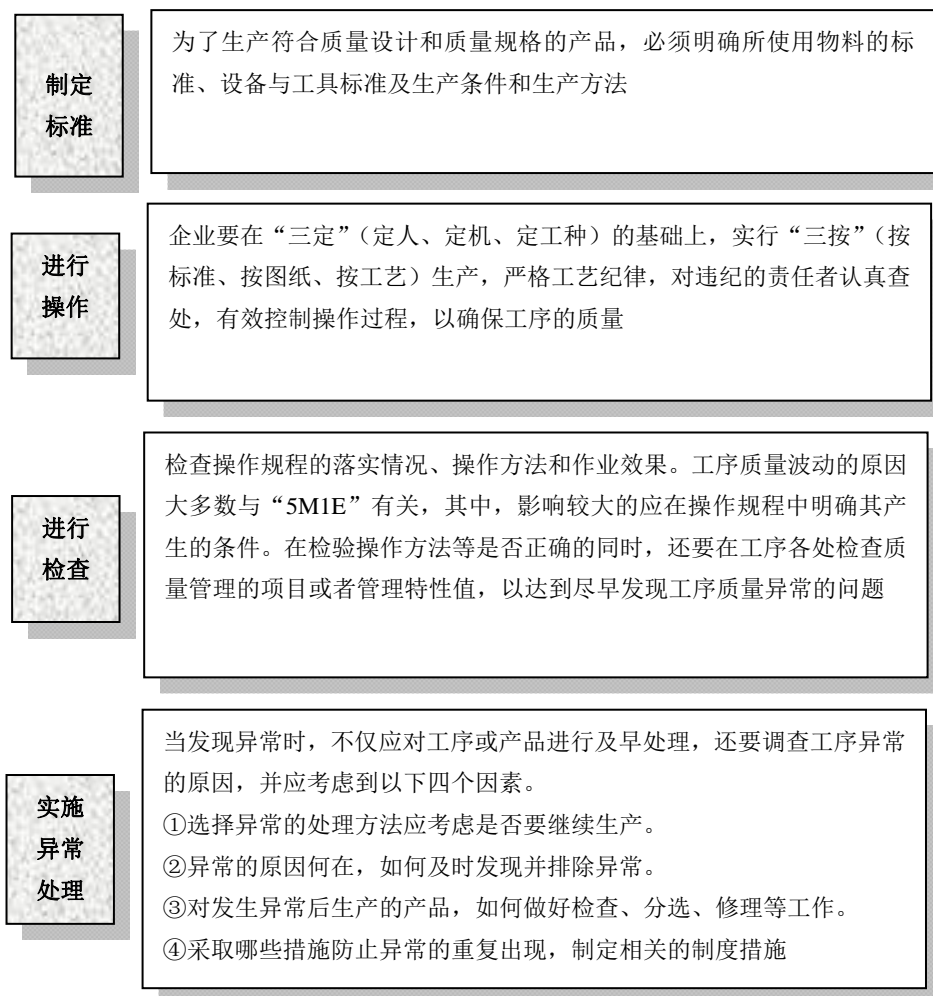 制定
标准
为了生产符合质量设计和质量规格的产品，必须明确所使用物料的标
准、设备与工具标准及生产条件和生产方法
进行
操作
企业要在“三定”（定人、定机、定工种）的基础上，实行“三按”（按
标准、按图纸、按工艺）生产，严格工艺纪律，对违纪的责任者认真查
处，有效控制操作过程，以确保工序的质量
进行
检查
检查操作规程的落实情况、操作方法和作业效果。工序质量波动的原因
大多数与“5M1E”有关，其中，影响较大的应在操作规程中明确其产
生的条件。在检验操作方法等是否正确的同时，还要在工序各处检查质
量管理的项目或者管理特性值，以达到尽早发现工序质量异常的问题
实施
异常
处理
当发现异常时，不仅应对工序或产品进行及早处理，还要调查工序异常
的原因，并应考虑到以下四个因素。
①选择异常的处理方法应考虑是否要继续生产。
②异常的原因何在，如何及时发现并排除异常。
③对发生异常后生产的产品，如何做好检查、分选、修理等工作。
④采取哪些措施防止异常的重复出现，制定相关的制度措施